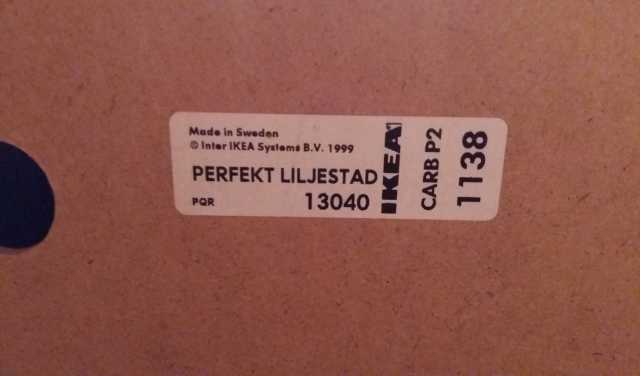 Made in Sweden
© Inter IKEA Systems B.V. 1999
PERFEKT LILJESTAD
PQR 13040
IKEA
CARB P2
1138